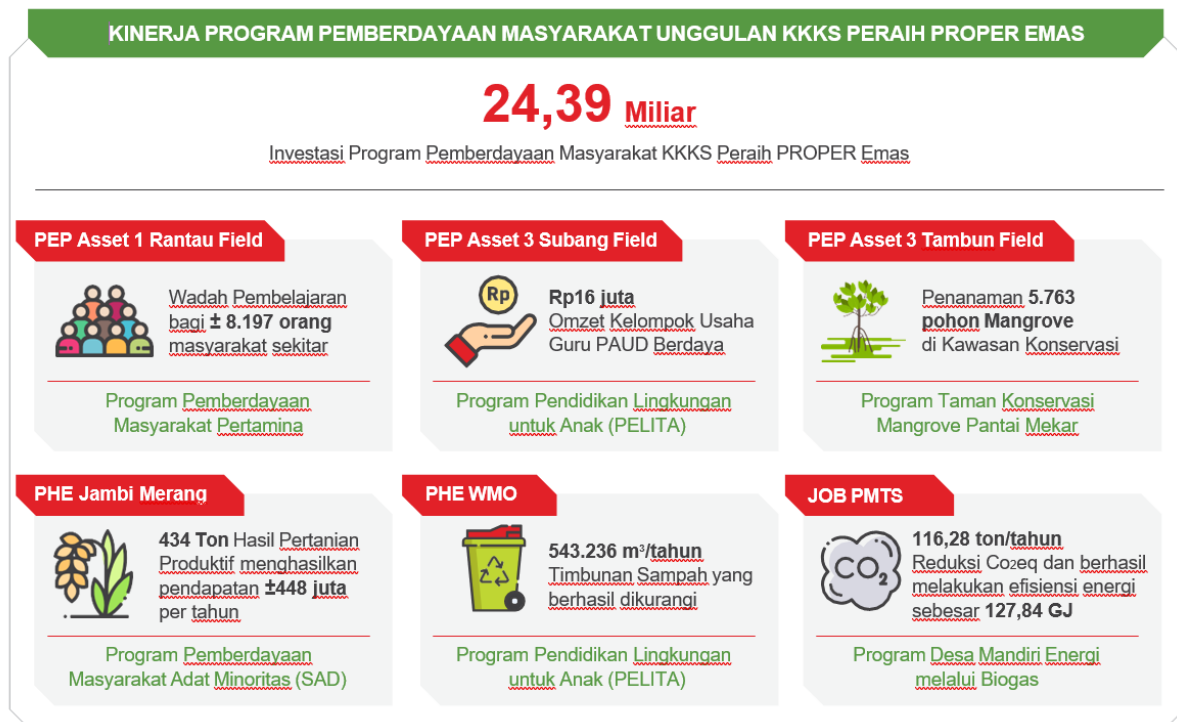 KINERJA PROGRAM PEMBERDAYAAN MASYARAKAT UNGGULAN KKKS PERAIH PROPER EMAS
24,39 Miliar
Investasi Program Pemberdayaan Masyarakat KKKS Peraih PROPER Emas
PEP Asset 1 Rantau Field
Wadah Pembelajaran
bagi ± 8.197 orang
masyarakat sekitar
Program Pemberdayaan
Masyarakat Pertamina
PEP Asset 3 Subang Field
Rp
Rp16 juta
Omzet Kelompok Usaha
Guru PAUD Berdaya
Program Pendidikan Lingkungan
untuk Anak (PELITA)
PEP Asset 3 Tambun Field
Penanaman 5.763
pohon Mangrove
di Kawasan Konservasi
Program Taman Konservasi
Mangrove Pantai Mekar
PHE Jambi Merang
434 Ton Hasil Pertanian
Produktif menghasilkan
pendapatan ±448 juta
per tahun
Program Pemberdayaan
Masyarakat Adat Minoritas (SAD)
PHE WMO
543.236 m³/tahun
Timbunan Sampah yang
berhasil dikurangi
Program Pendidikan Lingkungan
untuk Anak (PELITA)
JOB PMTS
CO₂
116,28 ton/tahun
Reduksi Co₂eq dan berhasil
melakukan efisiensi energi
sebesar 127,84 GJ
Program Desa Mandiri Energi
melalui Biogas